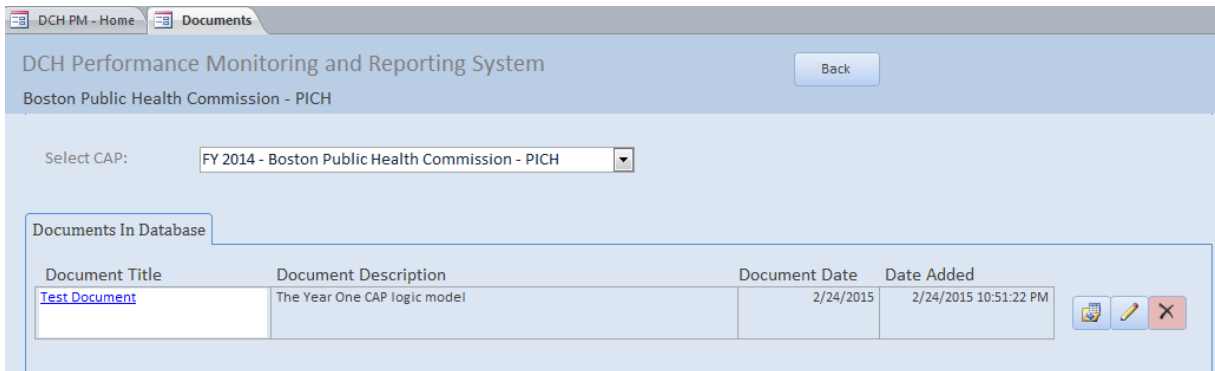 DCH PM - Home Documents
DCH Performance Monitoring and Reporting System
Back
Boston Public Health Commission - PICH
Select CAP: FY 2014 - Boston Public Health Commission - PICH
Documents In Database
Document Title Document Description Document Date Date Added
Test Document The Year One CAP logic model 2/24/2015 2/24/2015 10:51:22 PM